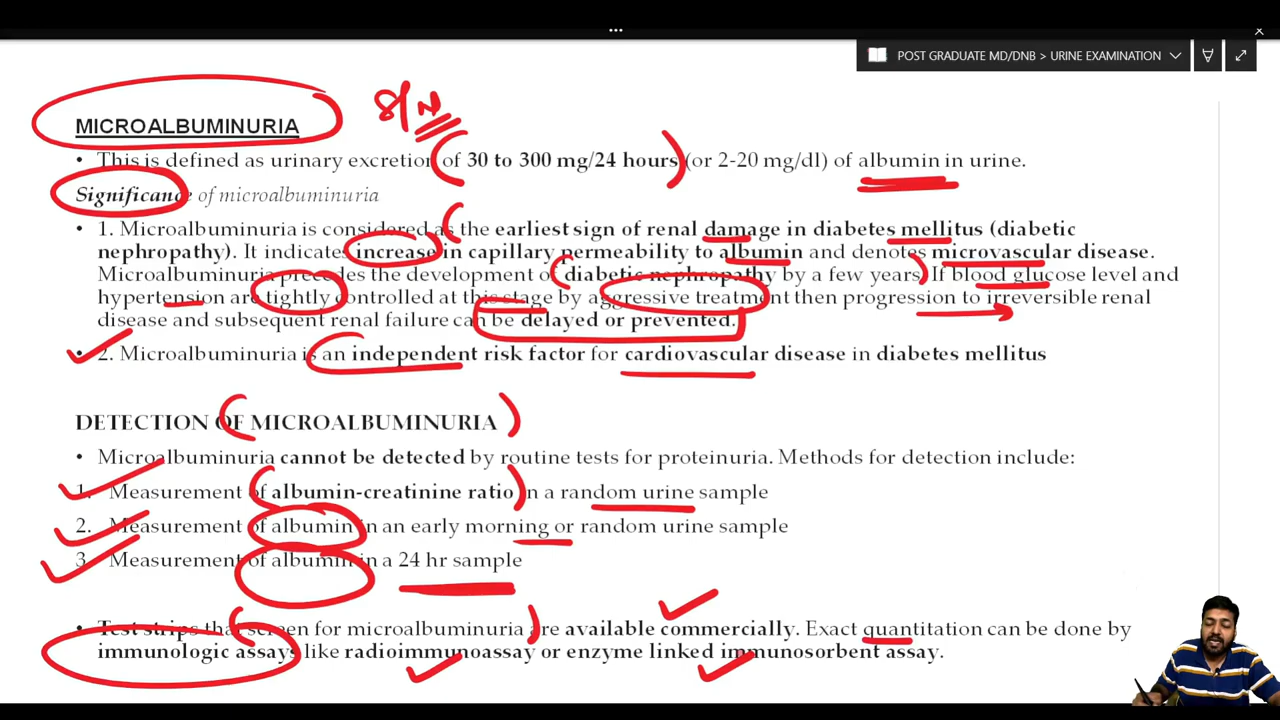 POST GRADUATE MD/DNB > URINE EXAMINATION
S/N
MICROALBUMINURIA
• This is defined as urinary excretion of 30 to 300 mg/24 hours (or 2-20 mg/dl) of albumin in urine.
Significance of microalbuminuria
• 1. Microalbuminuria is considered as the earliest sign of renal damage in diabetes mellitus (diabetic
nephropathy). It indicates increase in capillary permeability to albumin and denotes microvascular disease.
Microalbuminuria precedes the development of diabetic nephropathy by a few years. If blood glucose level and
hypertension are tightly controlled at this stage by aggressive treatment then progression to irreversible renal
disease and subsequent renal failure can be delayed or prevented.
• 2. Microalbuminuria is an independent risk factor for cardiovascular disease in diabetes mellitus
DETECTION OF MICROALBUMINURIA
• Microalbuminuria cannot be detected by routine tests for proteinuria. Methods for detection include:
1. Measurement of albumin-creatinine ratio in a random urine sample
2. Measurement of albumin in an early morning or random urine sample
3. Measurement of albumin in a 24 hr sample
• Test strips that screen for microalbuminuria are available commercially. Exact quantitation can be done by
immunologic assays like radioimmunoassay or enzyme linked immunosorbent assay.